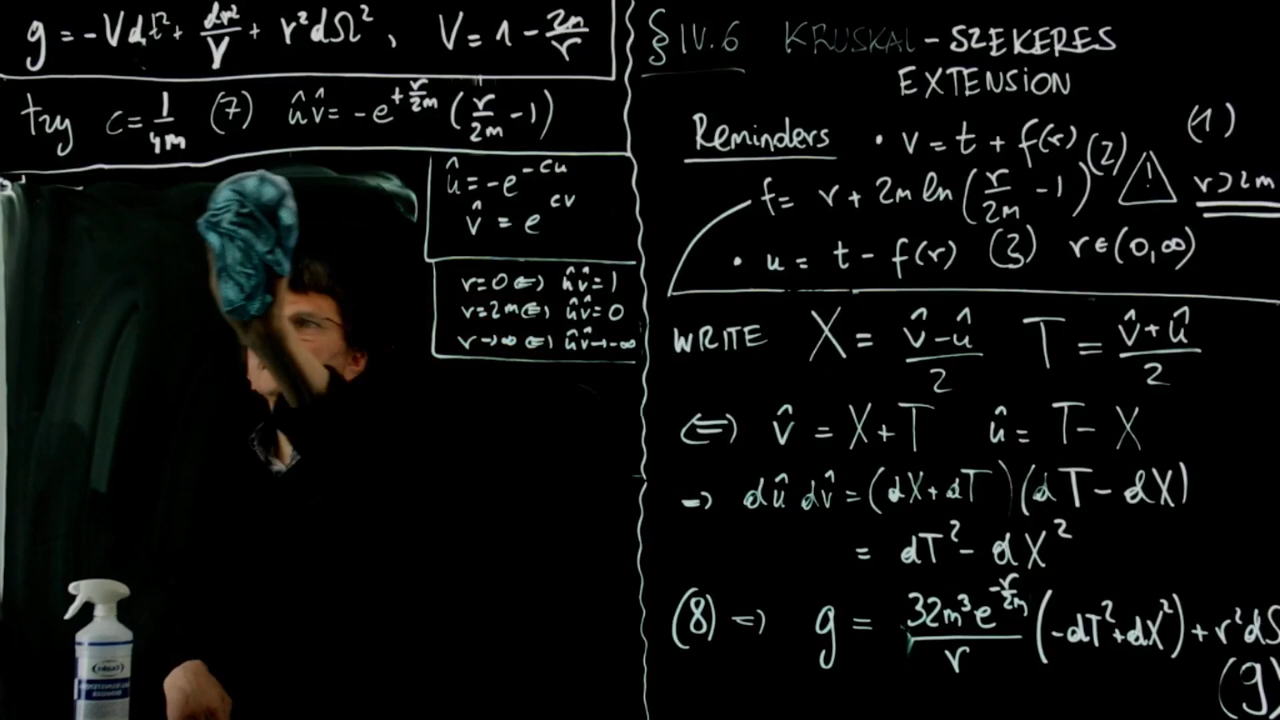 g = -Vdt² + dr²/V + r²dΩ², V = 1 - 2m/r
try c = 1/4m (7) ûv̂ = -e^{+r/2m} (r/2m - 1)
û = -e^{-cu}
v̂ = e^{cv}
r=0 ⇔ ûv̂=1
r=2m ⇔ ûv̂=0
r→∞ ⇔ ûv̂→-∞
§IV.6 KRUSKAL-SZEKERES
EXTENSION
(1)
Reminders • v = t + f(r) (2)
f = r + 2m ln (r/2m - 1) ⚠ r>2m
• u = t - f(r) (3) r∈(0,∞)
WRITE X = (v̂-û)/2 T = (v̂+û)/2
⇔ v̂ = X+T û = T-X
⇒ dû dv̂ = (dX+dT)(dT-dX)
= dT² - dX²
(8) ⇒ g = 32m³e^{-r/2m}/r (-dT²+dX²) + r²dΩ
(9)